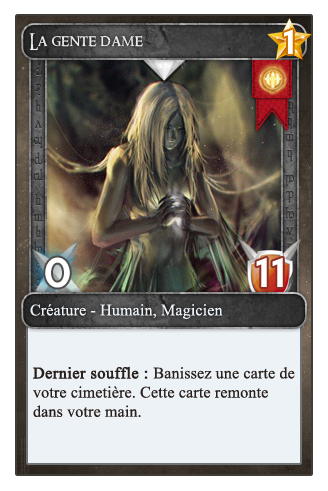 La gente dame
1
0
11
Créature - Humain, Magicien
Dernier souffle : Banissez une carte de
votre cimetière. Cette carte remonte
dans votre main.